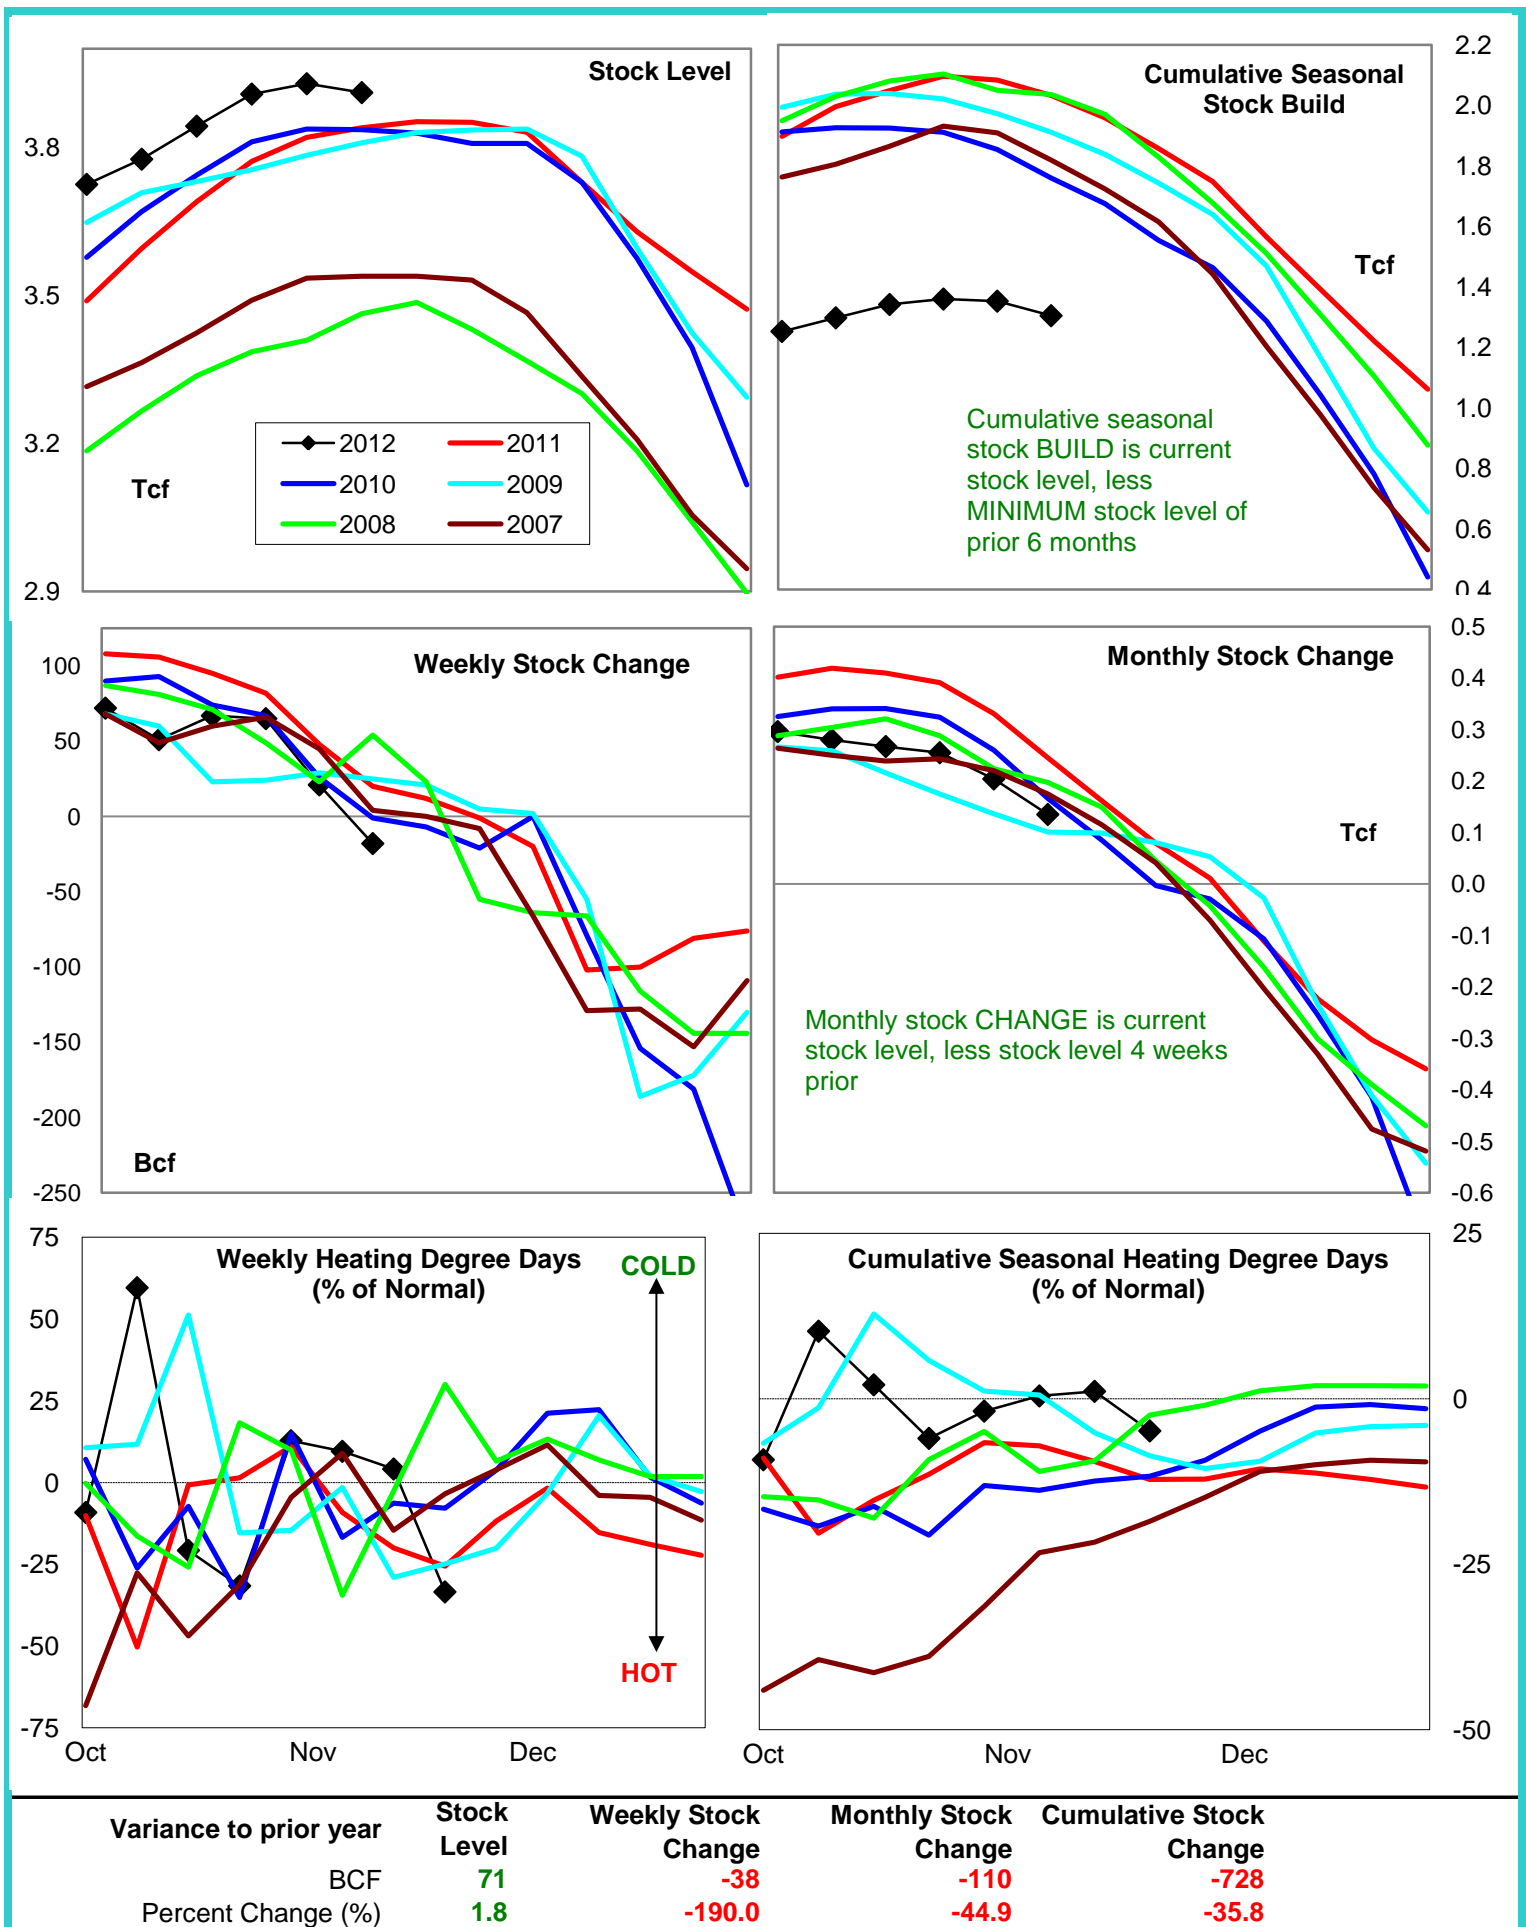 Stock Level
3.8
3.5
3.2
2.9
Tcf
2012
2011
2010
2009
2008
2007
Cumulative Seasonal
Stock Build
2.2
2.0
1.8
1.6
1.4
1.2
1.0
0.8
0.6
0.4
Tcf
Cumulative seasonal
stock BUILD is current
stock level, less
MINIMUM stock level of
prior 6 months
Weekly Stock Change
100
50
0
-50
-100
-150
-200
-250
Bcf
Monthly Stock Change
0.5
0.4
0.3
0.2
0.1
0.0
-0.1
-0.2
-0.3
-0.4
-0.5
-0.6
Tcf
Monthly stock CHANGE is current
stock level, less stock level 4 weeks
prior
Weekly Heating Degree Days
(% of Normal)
COLD
HOT
75
50
25
0
-25
-50
-75
Oct Nov Dec
Cumulative Seasonal Heating Degree Days
(% of Normal)
25
0
-25
-50
Oct Nov Dec
Variance to prior year
Stock
Level
Weekly Stock
Change
Monthly Stock
Change
Cumulative Stock
Change
BCF 71 -38 -110 -728
Percent Change (%) 1.8 -190.0 -44.9 -35.8